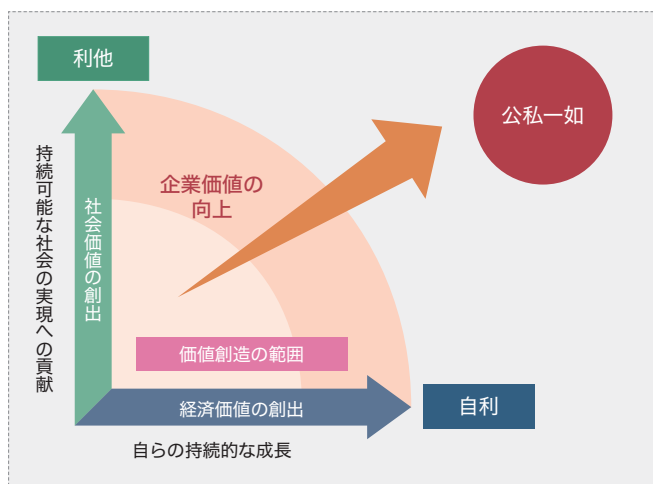 利他
公私一如
企業価値の
向上
持続可能な社会の実現への貢献
社会価値の創出
価値創造の範囲
経済価値の創出
自利
自らの持続的な成長